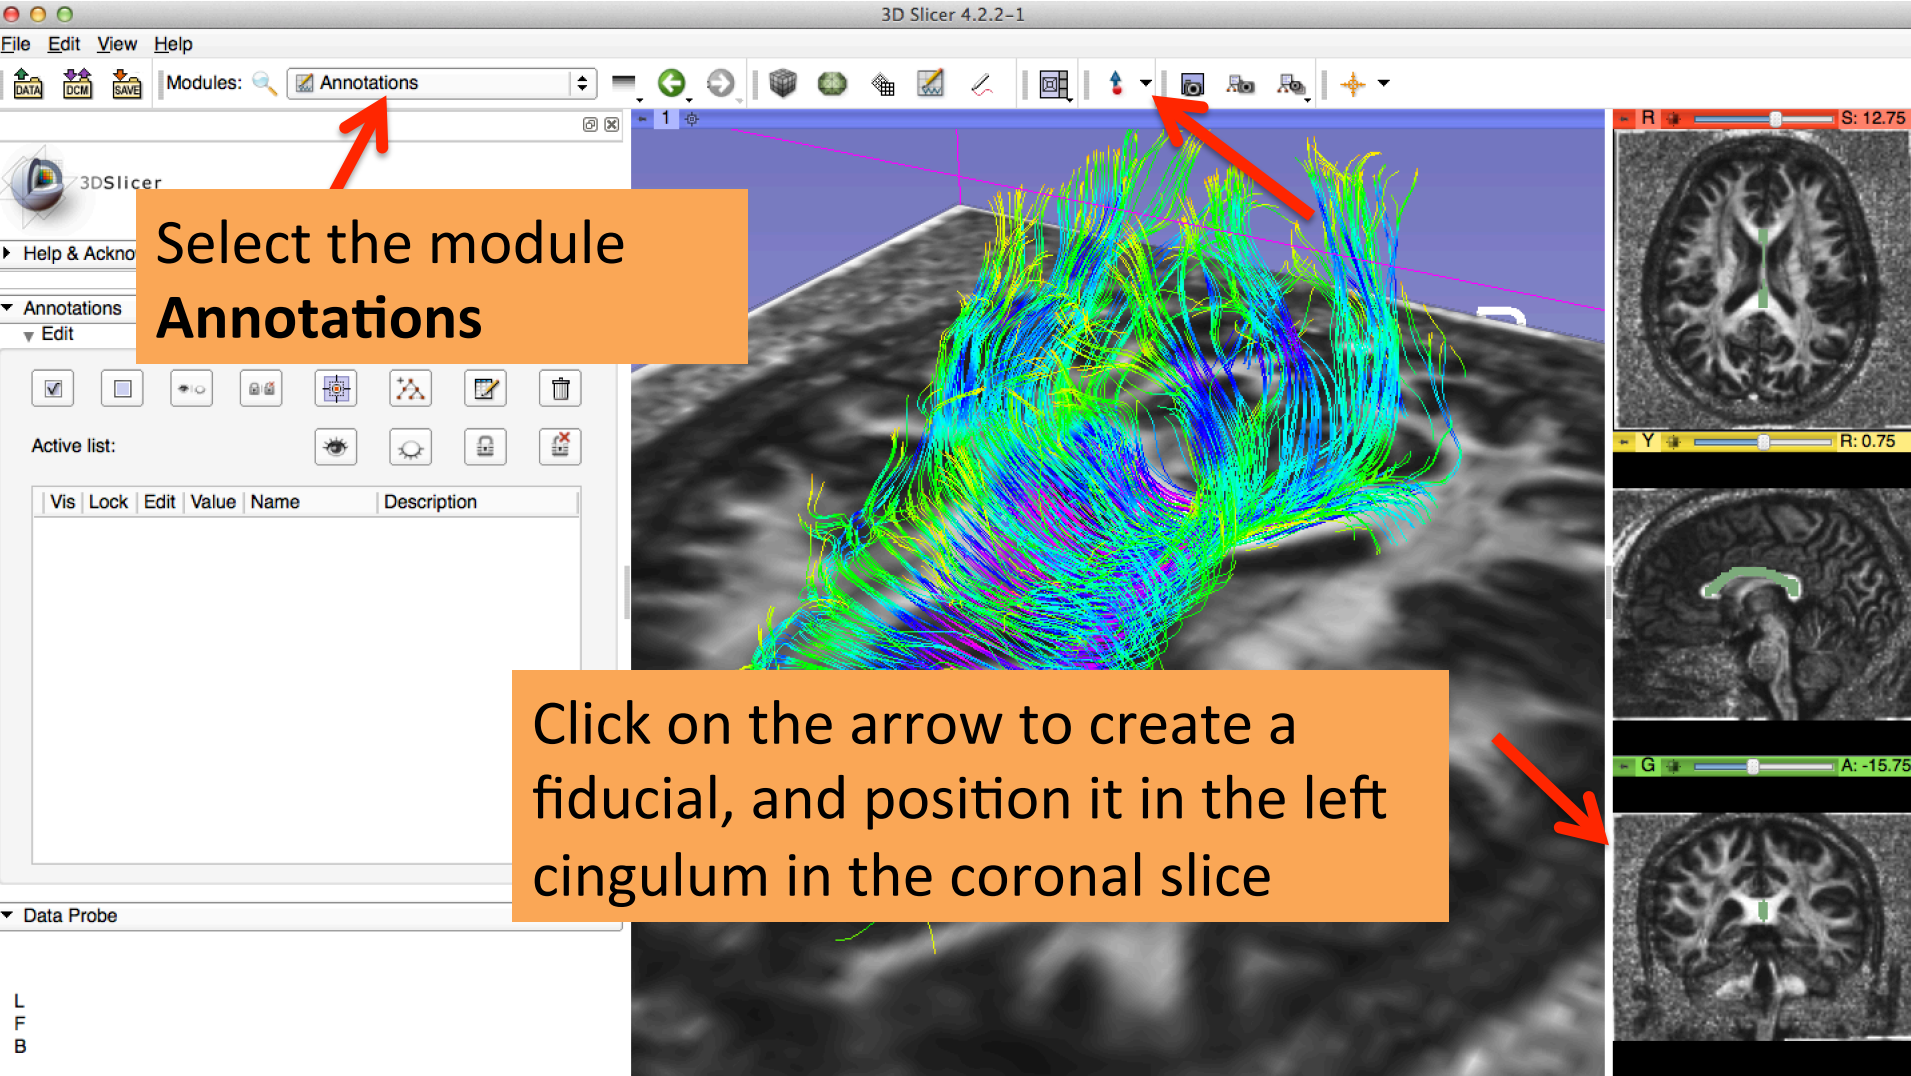 3D Slicer 4.2.2-1
File Edit View Help
DATA DCM SAVE Modules: Annotations
1
R S: 12.75
3DSlicer
Select the module
Annotations
Help & Ackno
Annotations
Edit
Active list:
Vis Lock Edit Value Name Description
Y R: 0.75
Click on the arrow to create a
fiducial, and position it in the left
cingulum in the coronal slice
G A: -15.75
Data Probe
L
F
B